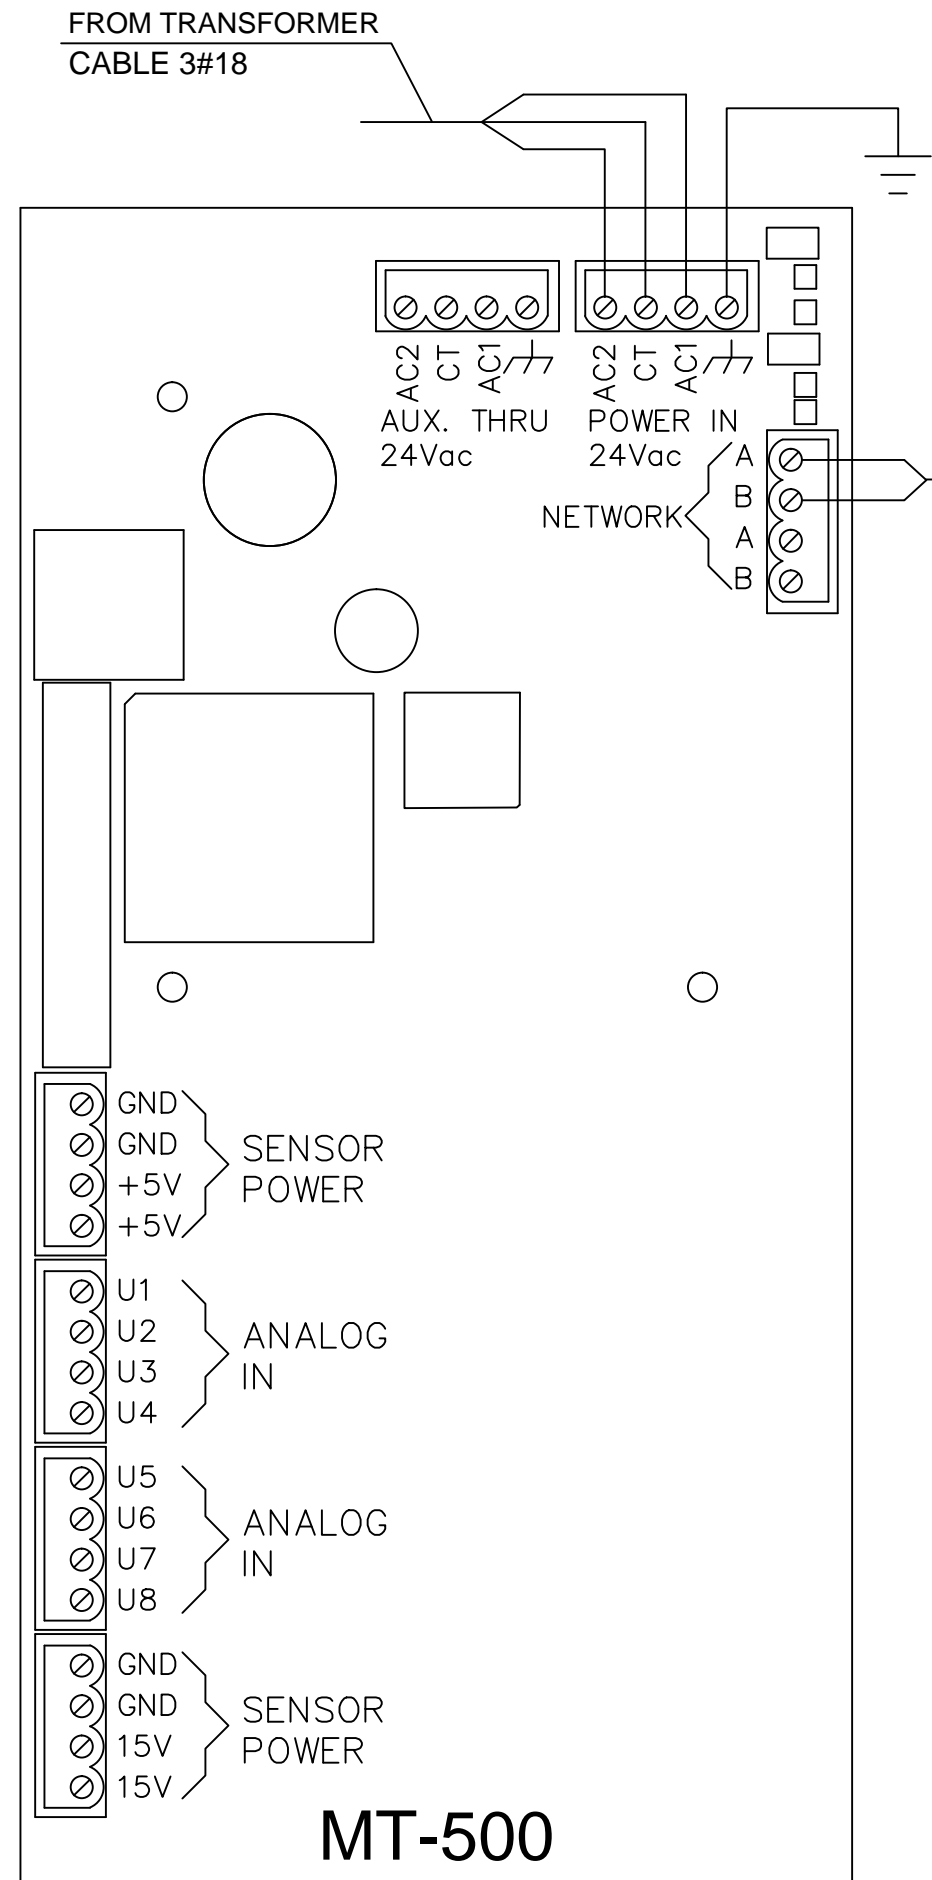 FROM TRANSFORMER
CABLE 3#18
AC2
CT
AC1
AC2
CT
AC1
AUX. THRU
24Vac
POWER IN
24Vac
NETWORK
A
B
A
B
GND
GND
+5V
+5V
SENSOR
POWER
U1
U2
U3
U4
ANALOG
IN
U5
U6
U7
U8
ANALOG
IN
GND
GND
15V
15V
SENSOR
POWER
MT-500